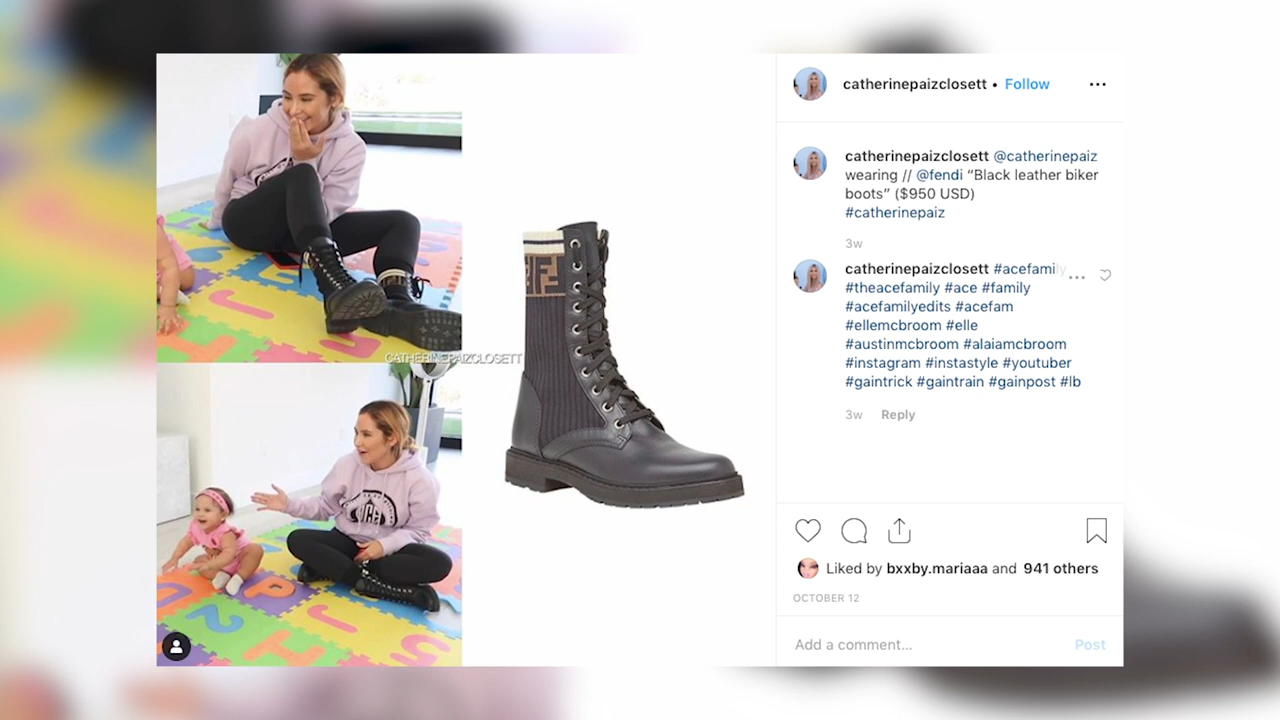 catherinepaizclosett • Follow
catherinepaizclosett @catherinepaiz
wearing // @fendi “Black leather biker
boots” ($950 USD)
#catherinepaiz
3w
catherinepaizclosett #acefamily
#theacefamily #ace #family
#acefamilyedits #acefam
#ellemcbroom #elle
#austinmcbroom #alaiamcbroom
#instagram #instastyle #youtuber
#gaintrick #gaintrain #gainpost #lb
3w Reply
CATHERINEPAIZCLOSETT
Liked by bxxby.mariaaa and 941 others
OCTOBER 12
Add a comment... Post